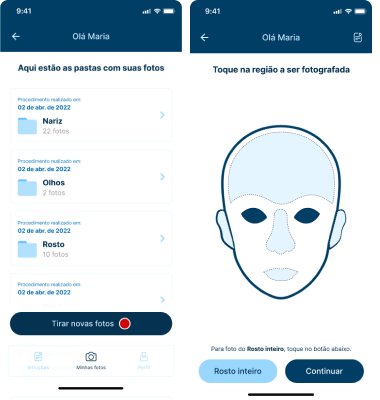 9:41
Olá Maria
Aqui estão as pastas com suas fotos
Procedimento realizado em:
02 de abr. de 2022
Nariz
22 fotos
Procedimento realizado em:
02 de abr. de 2022
Olhos
2 fotos
Procedimento realizado em:
02 de abr. de 2022
Rosto
10 fotos
Procedimento realizado em:
02 de abr. de 2022
Tirar novas fotos
Minhas fotos
Perfil
9:41
Olá Maria
Toque na região a ser fotografada
Para foto do Rosto inteiro, toque no botão abaixo.
Rosto inteiro
Continuar